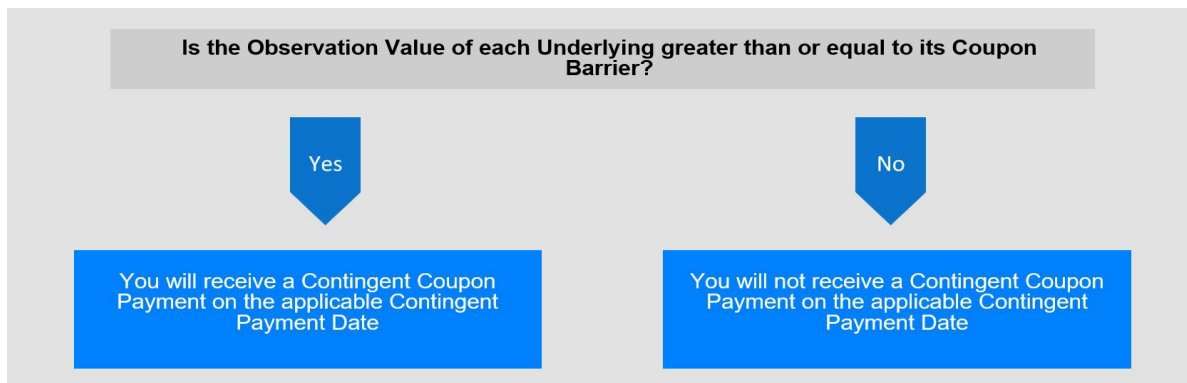 Is the Observation Value of each Underlying greater than or equal to its Coupon
Barrier?
Yes
No
You will receive a Contingent Coupon
Payment on the applicable Contingent
Payment Date
You will not receive a Contingent Coupon
Payment on the applicable Contingent
Payment Date